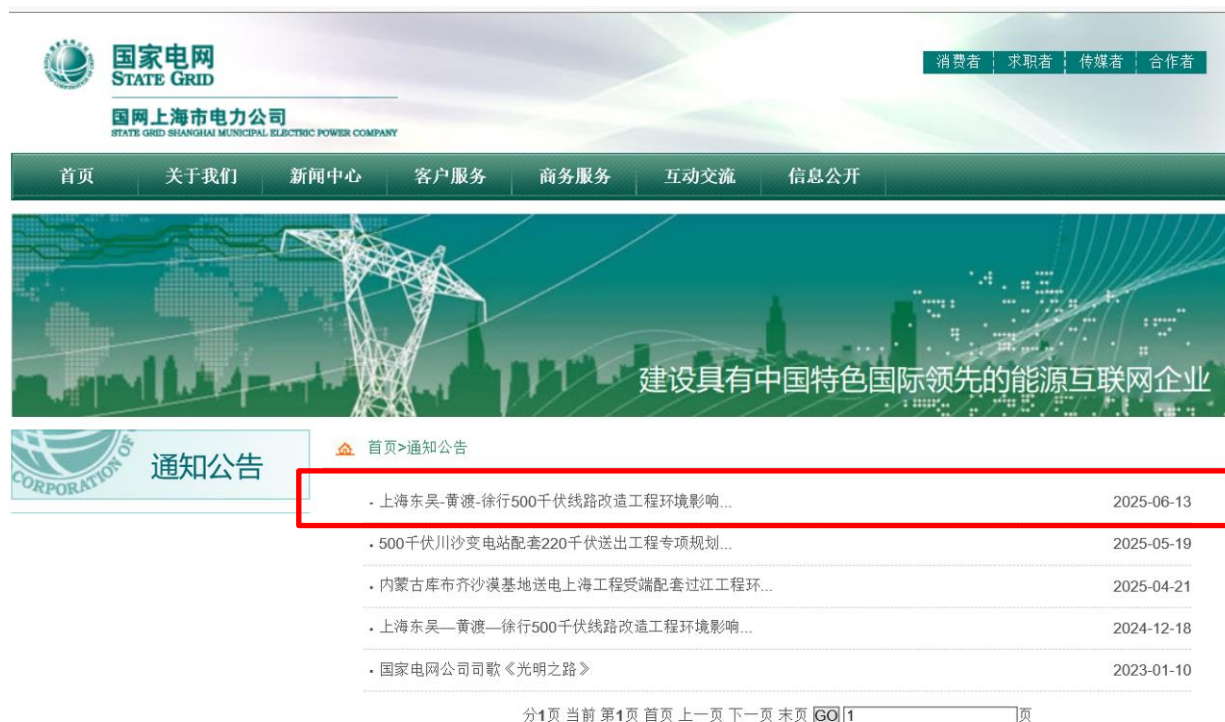 国家电网
STATE GRID
国网上海市电力公司
STATE GRID SHANGHAI MUNICIPAL ELECTRIC POWER COMPANY
消费者 求职者 传媒者 合作者
首页 关于我们 新闻中心 客户服务 商务服务 互动交流 信息公开
建设具有中国特色国际领先的能源互联网企业
CORPORATION OF
通知公告
首页>通知公告
· 上海东吴-黄渡-徐行500千伏线路改造工程环境影响... 2025-06-13
· 500千伏川沙变电站配套220千伏送出工程专项规划... 2025-05-19
· 内蒙古库布齐沙漠基地送电上海工程受端配套过江工程环... 2025-04-21
· 上海东吴—黄渡—徐行500千伏线路改造工程环境影响... 2024-12-18
· 国家电网公司司歌《光明之路》 2023-01-10
分1页 当前 第1页 首页 上一页 下一页 末页 GO 1 页